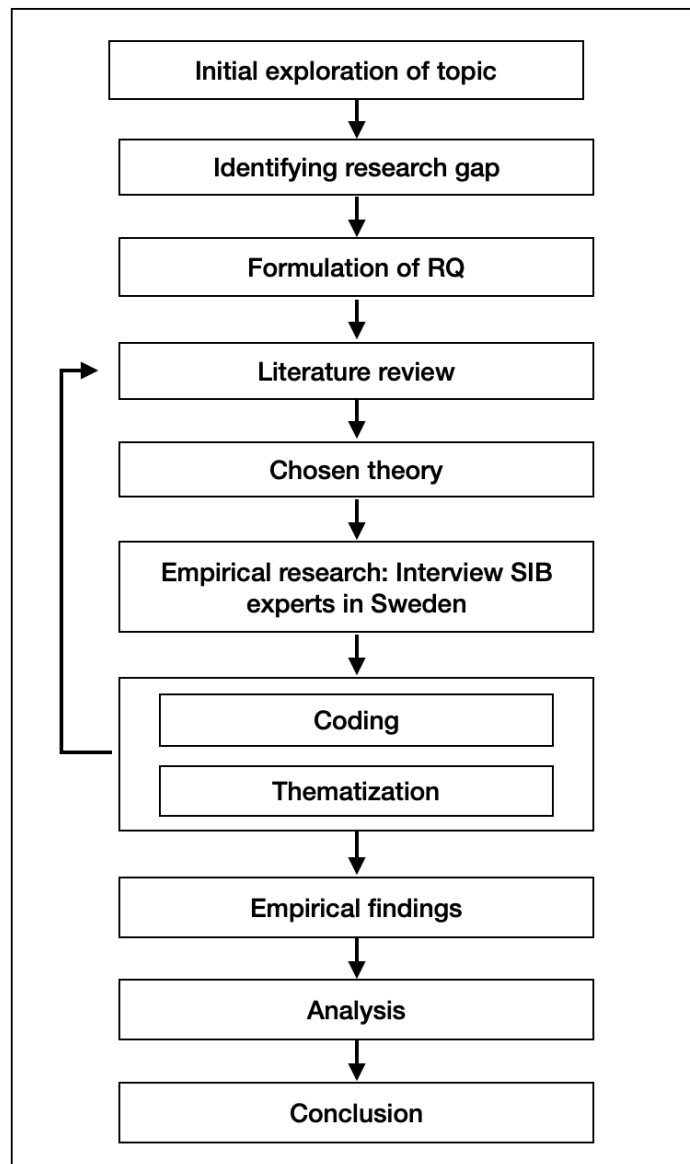 Initial exploration of topic
Identifying research gap
Formulation of RQ
Literature review
Chosen theory
Empirical research: Interview SIB
experts in Sweden
Coding
Thematization
Empirical findings
Analysis
Conclusion